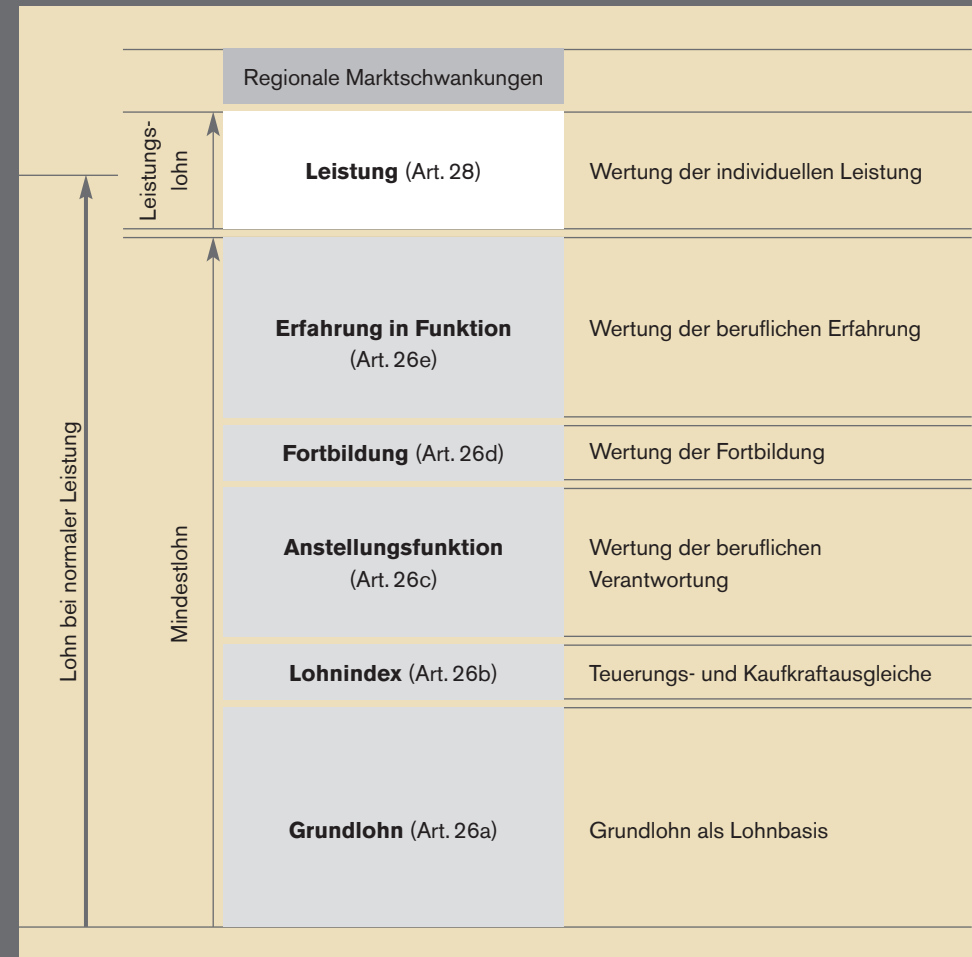 Regionale Marktschwankungen
Leistungs-
lohn
Leistung (Art. 28)
Wertung der individuellen Leistung
Erfahrung in Funktion
(Art. 26e)
Wertung der beruflichen Erfahrung
Fortbildung (Art. 26d)
Wertung der Fortbildung
Lohn bei normaler Leistung
Mindestlohn
Anstellungsfunktion
(Art. 26c)
Wertung der beruflichen
Verantwortung
Lohnindex (Art. 26b)
Teuerungs- und Kaufkraftausgleiche
Grundlohn (Art. 26a)
Grundlohn als Lohnbasis